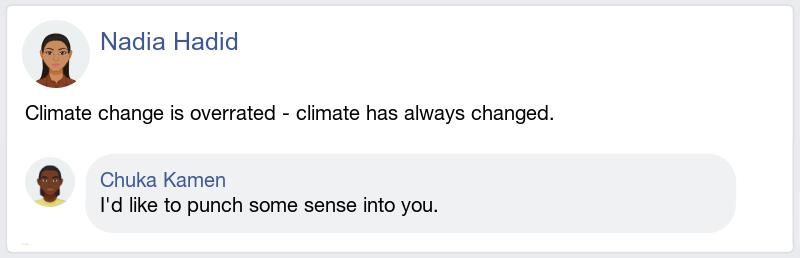 Nadia Hadid
Climate change is overrated - climate has always changed.
Chuka Kamen
I'd like to punch some sense into you.